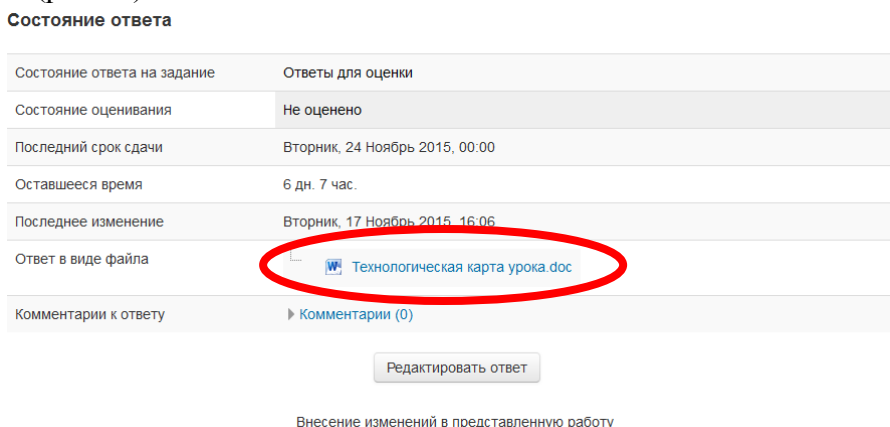 Состояние ответа
Состояние ответа на задание Ответы для оценки
Состояние оценивания Не оценено
Последний срок сдачи Вторник, 24 Ноябрь 2015, 00:00
Оставшееся время 6 дн. 7 час.
Последнее изменение Вторник, 17 Ноябрь 2015, 16:06
Ответ в виде файла Технологическая карта урока.doc
Комментарии к ответу Комментарии (0)
Редактировать ответ
Внесение изменений в представленную работу